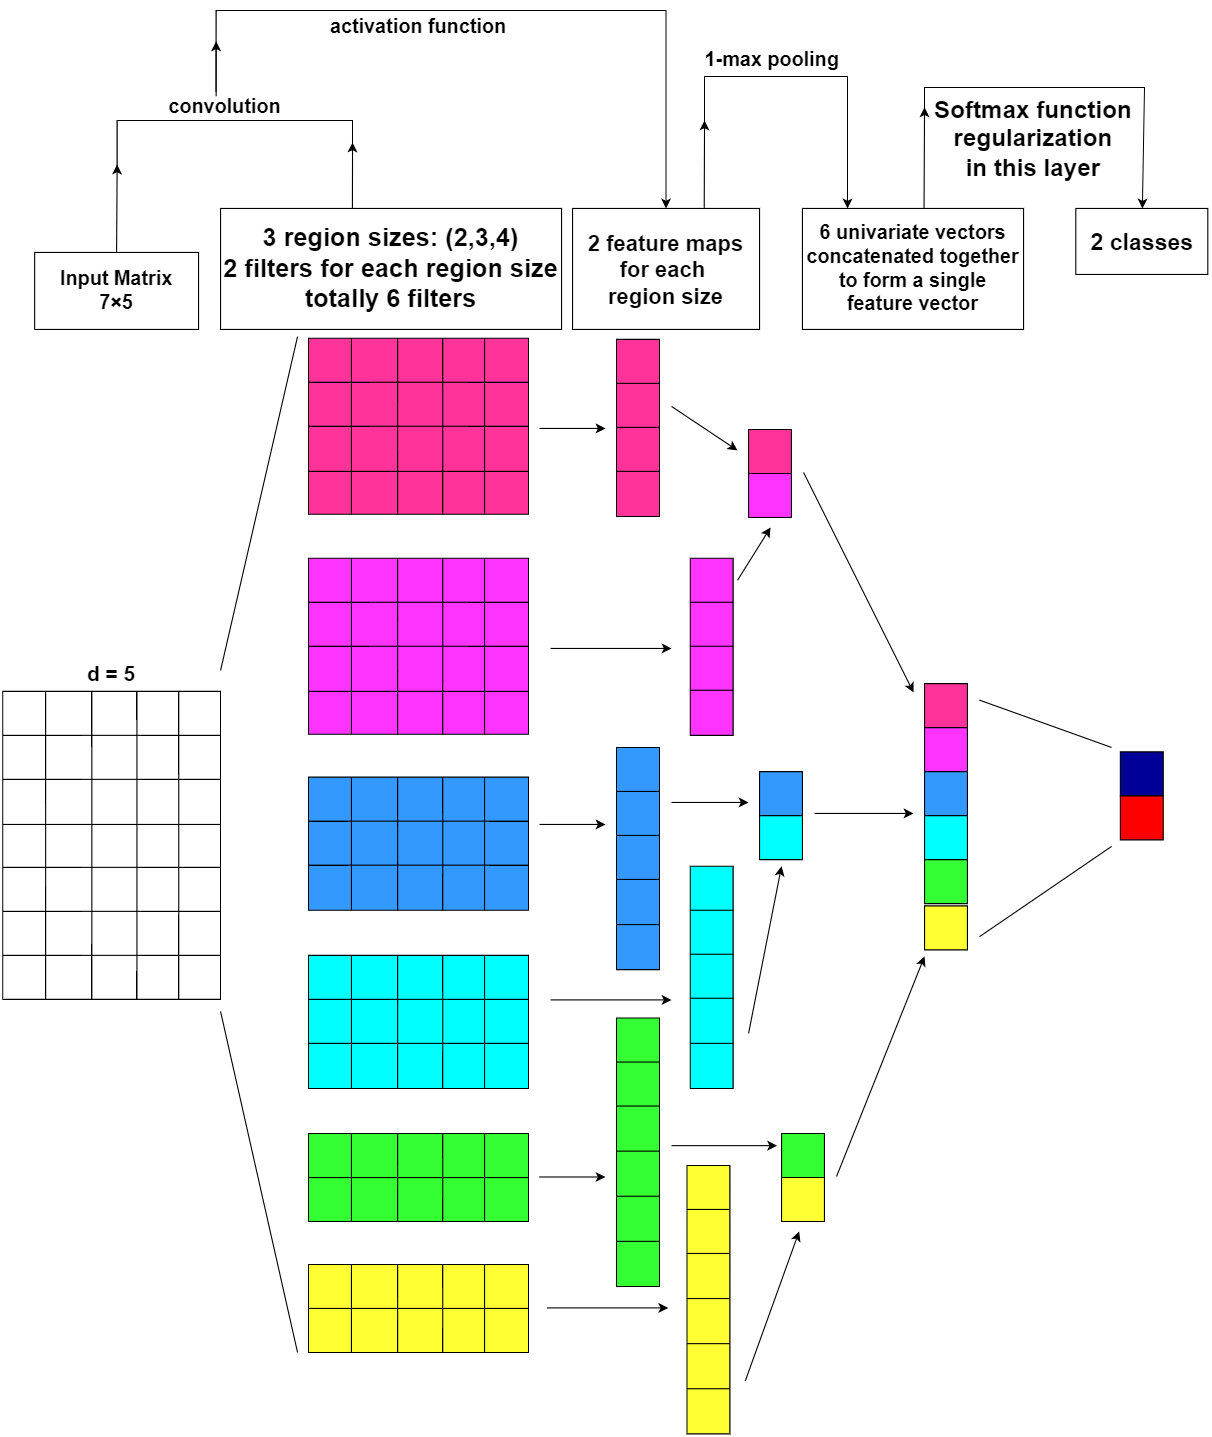 activation function
1-max pooling
convolution
Softmax function
regularization
in this layer
Input Matrix
7×5
3 region sizes: (2,3,4)
2 filters for each region size
totally 6 filters
2 feature maps
for each
region size
6 univariate vectors
concatenated together
to form a single
feature vector
2 classes
d = 5